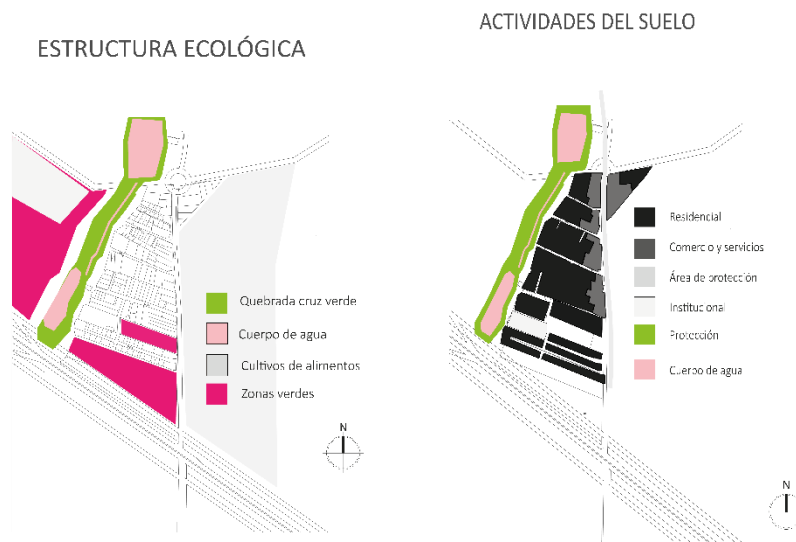 ESTRUCTURA ECOLÓGICA
Quebrada cruz verde
Cuerpo de agua
Cultivos de alimentos
Zonas verdes
N
ACTIVIDADES DEL SUELO
Residencial
Comercio y servicios
Área de protección
Institucional
Protección
Cuerpo de agua
N